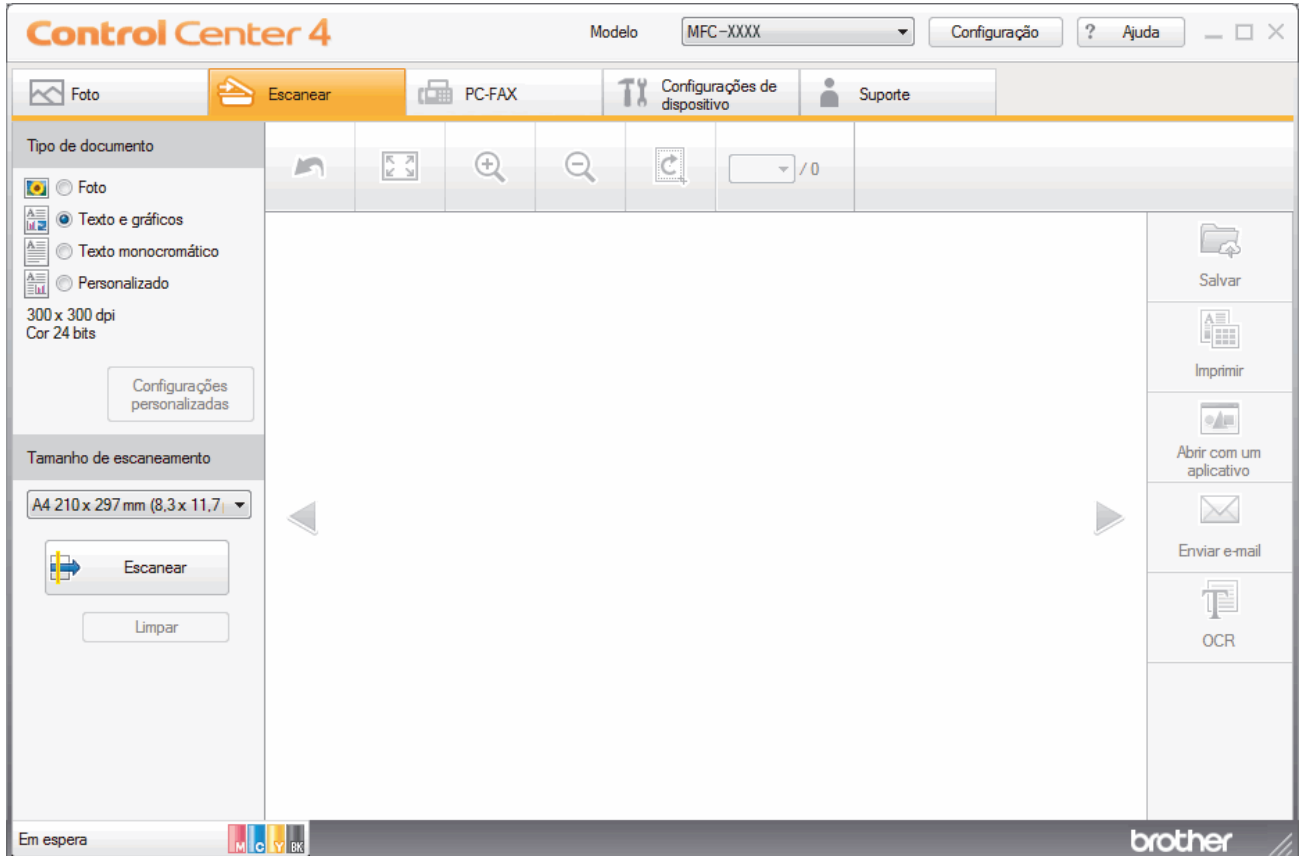 Control Center 4
Modelo
MFC-XXXX
Configuração
? Ajuda
Foto
Escanear
PC-FAX
Configurações de
dispositivo
Suporte
Tipo de documento
Foto
Texto e gráficos
Texto monocromático
Personalizado
300 x 300 dpi
Cor 24 bits
Configurações
personalizadas
Tamanho de escaneamento
A4 210 x 297 mm (8,3 x 11,7
Escanear
Limpar
/ 0
Salvar
Imprimir
Abrir com um
aplicativo
Enviar e-mail
OCR
Em espera
M C Y BK
brother